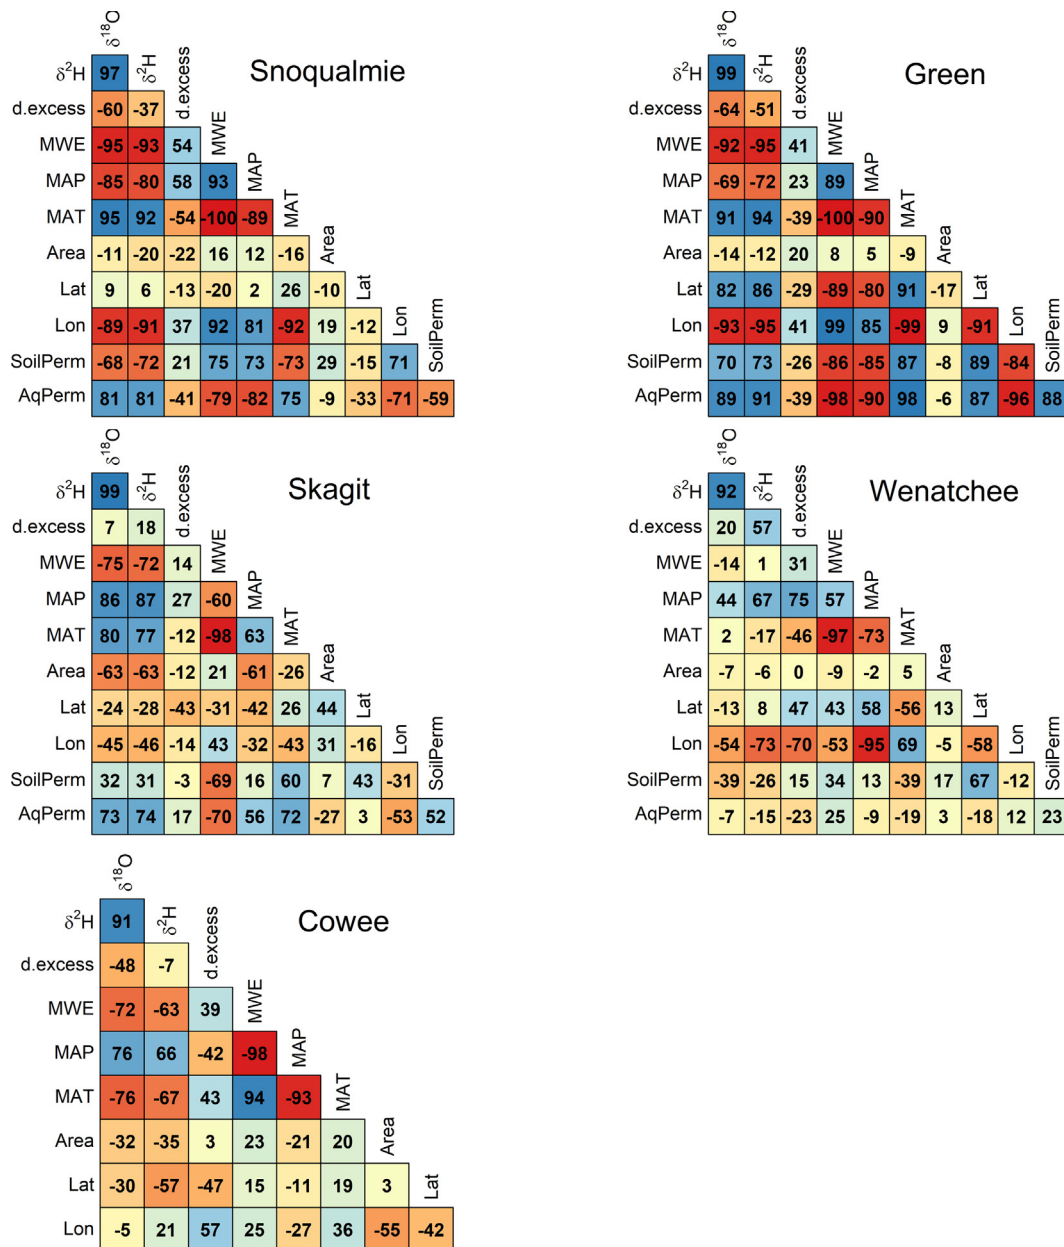 δ18O
δ2H 97 δ2H Snoqualmie
d.excess -60 -37 d.excess
MWE -95 -93 54 MWE
MAP -85 -80 58 93 MAP
MAT 95 92 -54 -100 -89 MAT
Area -11 -20 -22 16 12 -16 Area
Lat 9 6 -13 -20 2 26 -10 Lat
Lon -89 -91 37 92 81 -92 19 -12 Lon
SoilPerm -68 -72 21 75 73 -73 29 -15 71 SoilPerm
AqPerm 81 81 -41 -79 -82 75 -9 -33 -71 -59
δ18O
δ2H 99 δ2H Green
d.excess -64 -51 d.excess
MWE -92 -95 41 MWE
MAP -69 -72 23 89 MAP
MAT 91 94 -39 -100 -90 MAT
Area -14 -12 20 8 5 -9 Area
Lat 82 86 -29 -89 -80 91 -17 Lat
Lon -93 -95 41 99 85 -99 9 -91 Lon
SoilPerm 70 73 -26 -86 -85 87 -8 89 -84 SoilPerm
AqPerm 89 91 -39 -98 -90 98 -6 87 -96 88
δ18O
δ2H 99 δ2H Skagit
d.excess 7 18 d.excess
MWE -75 -72 14 MWE
MAP 86 87 27 -60 MAP
MAT 80 77 -12 -98 63 MAT
Area -63 -63 -12 21 -61 -26 Area
Lat -24 -28 -43 -31 -42 26 44 Lat
Lon -45 -46 -14 43 -32 -43 31 -16 Lon
SoilPerm 32 31 -3 -69 16 60 7 43 -31 SoilPerm
AqPerm 73 74 17 -70 56 72 -27 3 -53 52
δ18O
δ2H 92 δ2H Wenatchee
d.excess 20 57 d.excess
MWE -14 1 31 MWE
MAP 44 67 75 57 MAP
MAT 2 -17 -46 -97 -73 MAT
Area -7 -6 0 -9 -2 5 Area
Lat -13 8 47 43 58 -56 13 Lat
Lon -54 -73 -70 -53 -95 69 -5 -58 Lon
SoilPerm -39 -26 15 34 13 -39 17 67 -12 SoilPerm
AqPerm -7 -15 -23 25 -9 -19 3 -18 12 23
δ18O
δ2H 91 δ2H Cowee
d.excess -48 -7 d.excess
MWE -72 -63 39 MWE
MAP 76 66 -42 -98 MAP
MAT -76 -67 43 94 -93 MAT
Area -32 -35 3 23 -21 20 Area
Lat -30 -57 -47 15 -11 19 3 Lat
Lon -5 21 57 25 -27 36 -55 -42